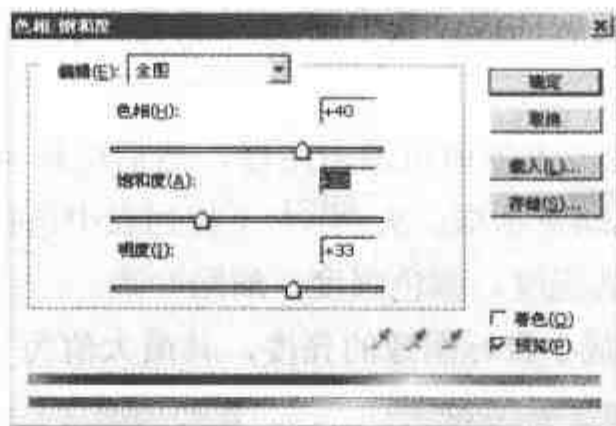 色相/饱和度
编辑(E): 全图
色相(H): +40
饱和度(A):
明度(I): +33
确定
取消
载入(L)...
存储(S)...
着色(O)
预览(P)